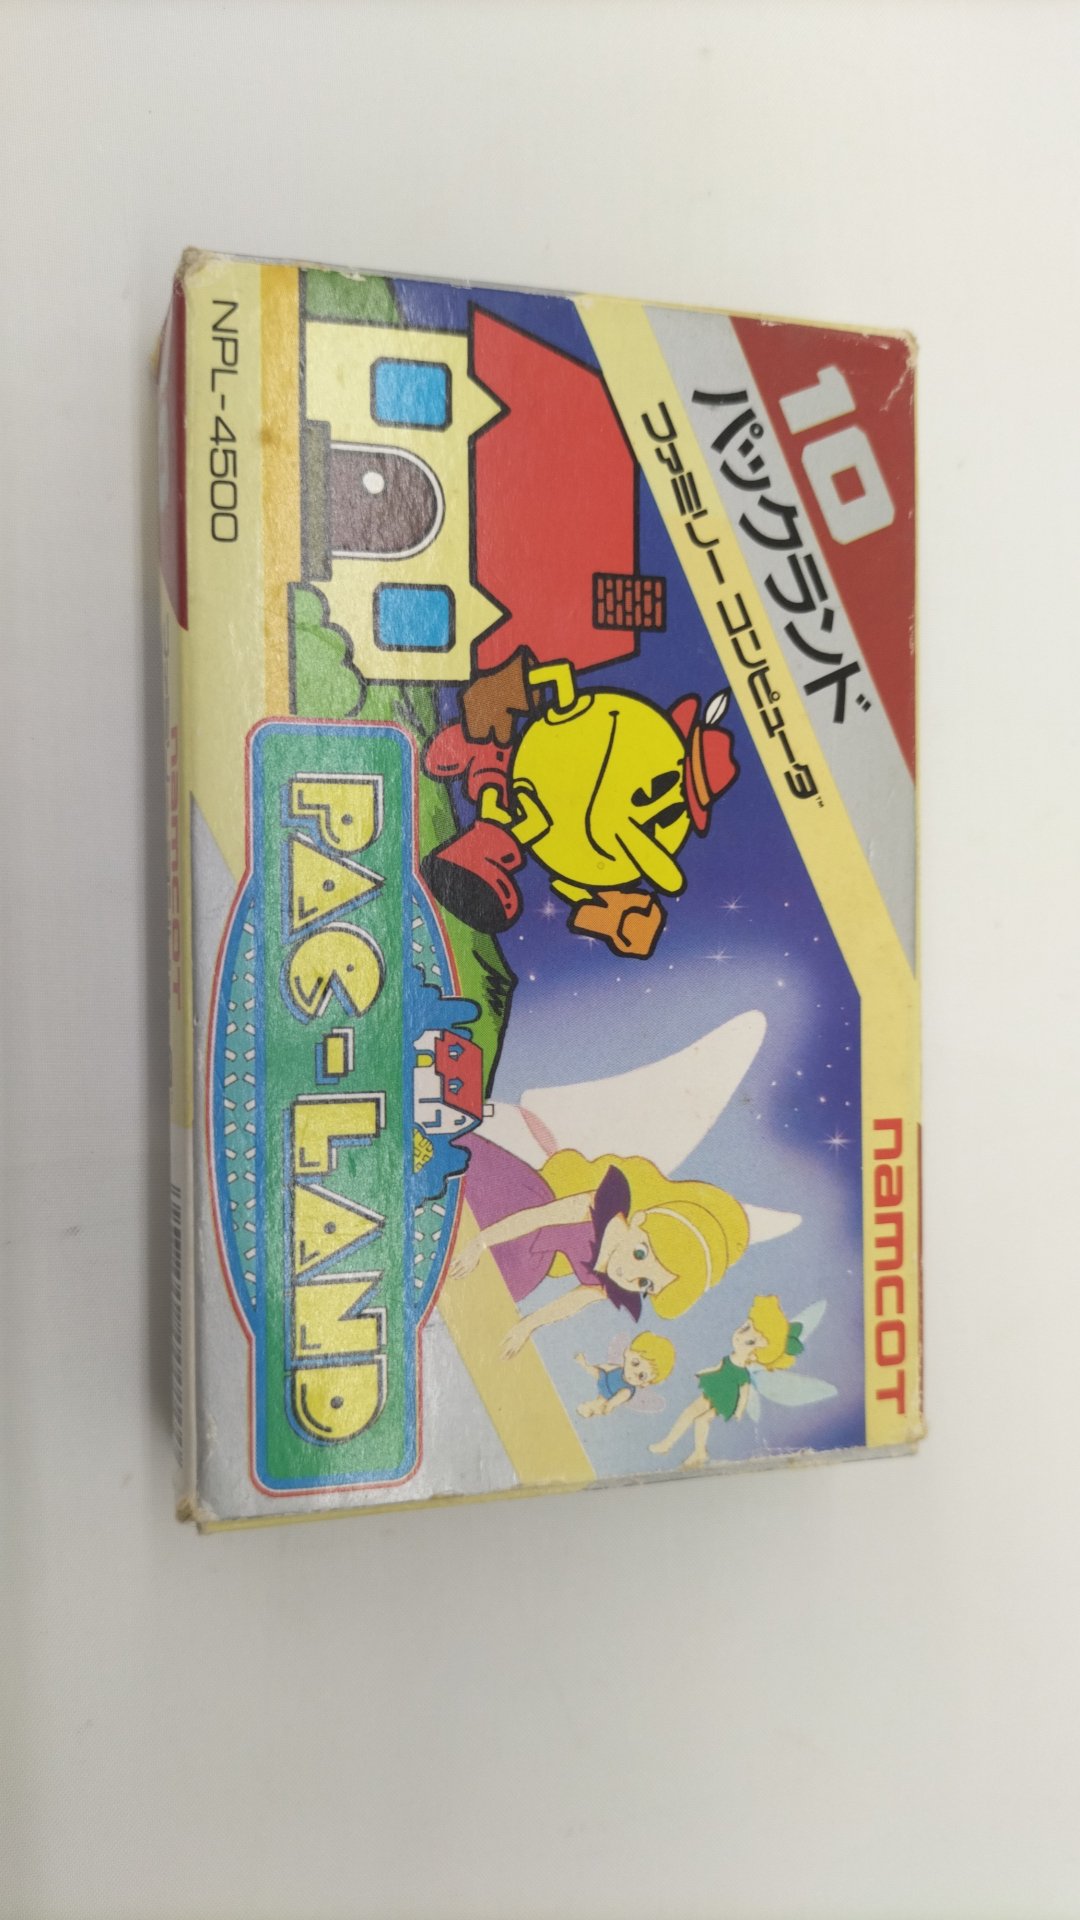 10
パックランド
ファミリー コンピュータ™
namcot
PAC-LAND
NPL-4500
namcot